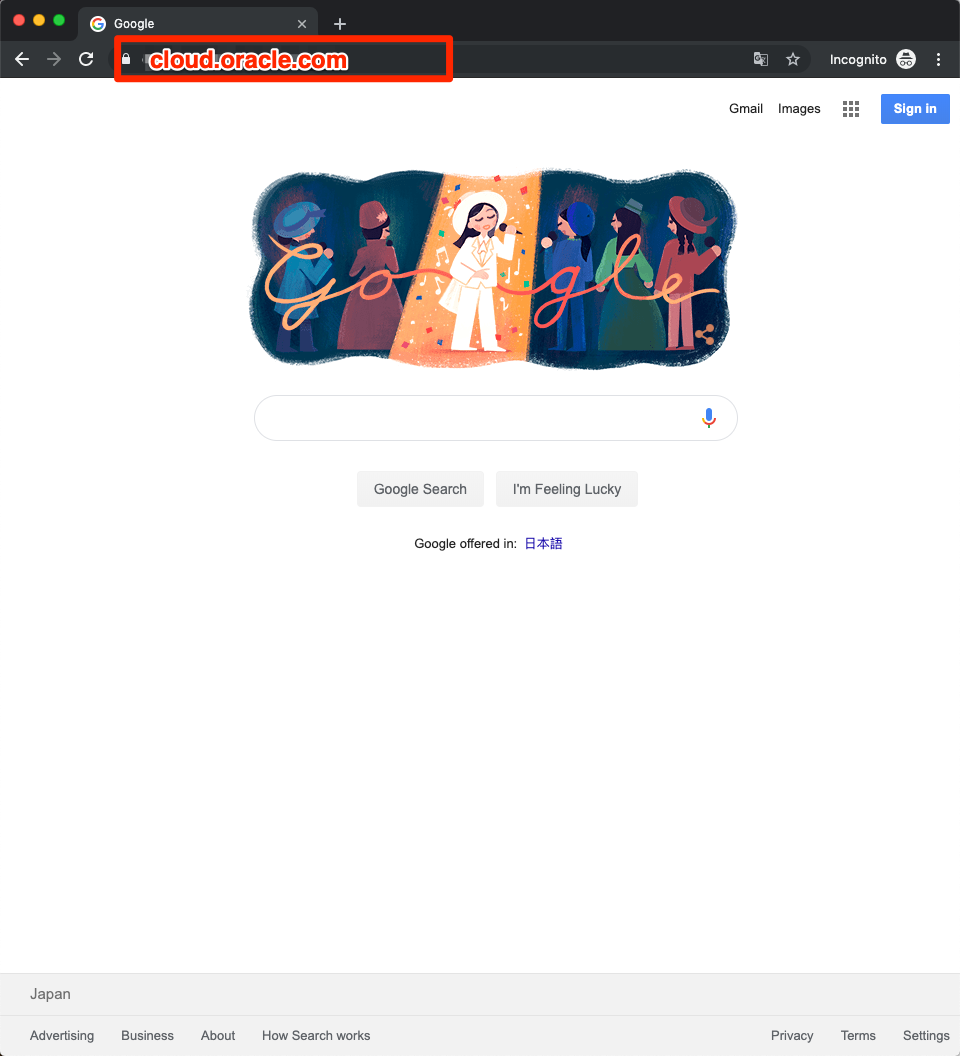 Google
cloud.oracle.com
Incognito
Gmail Images Sign in
Google
Google Search I'm Feeling Lucky
Google offered in: 日本語
Japan
Advertising Business About How Search works Privacy Terms Settings